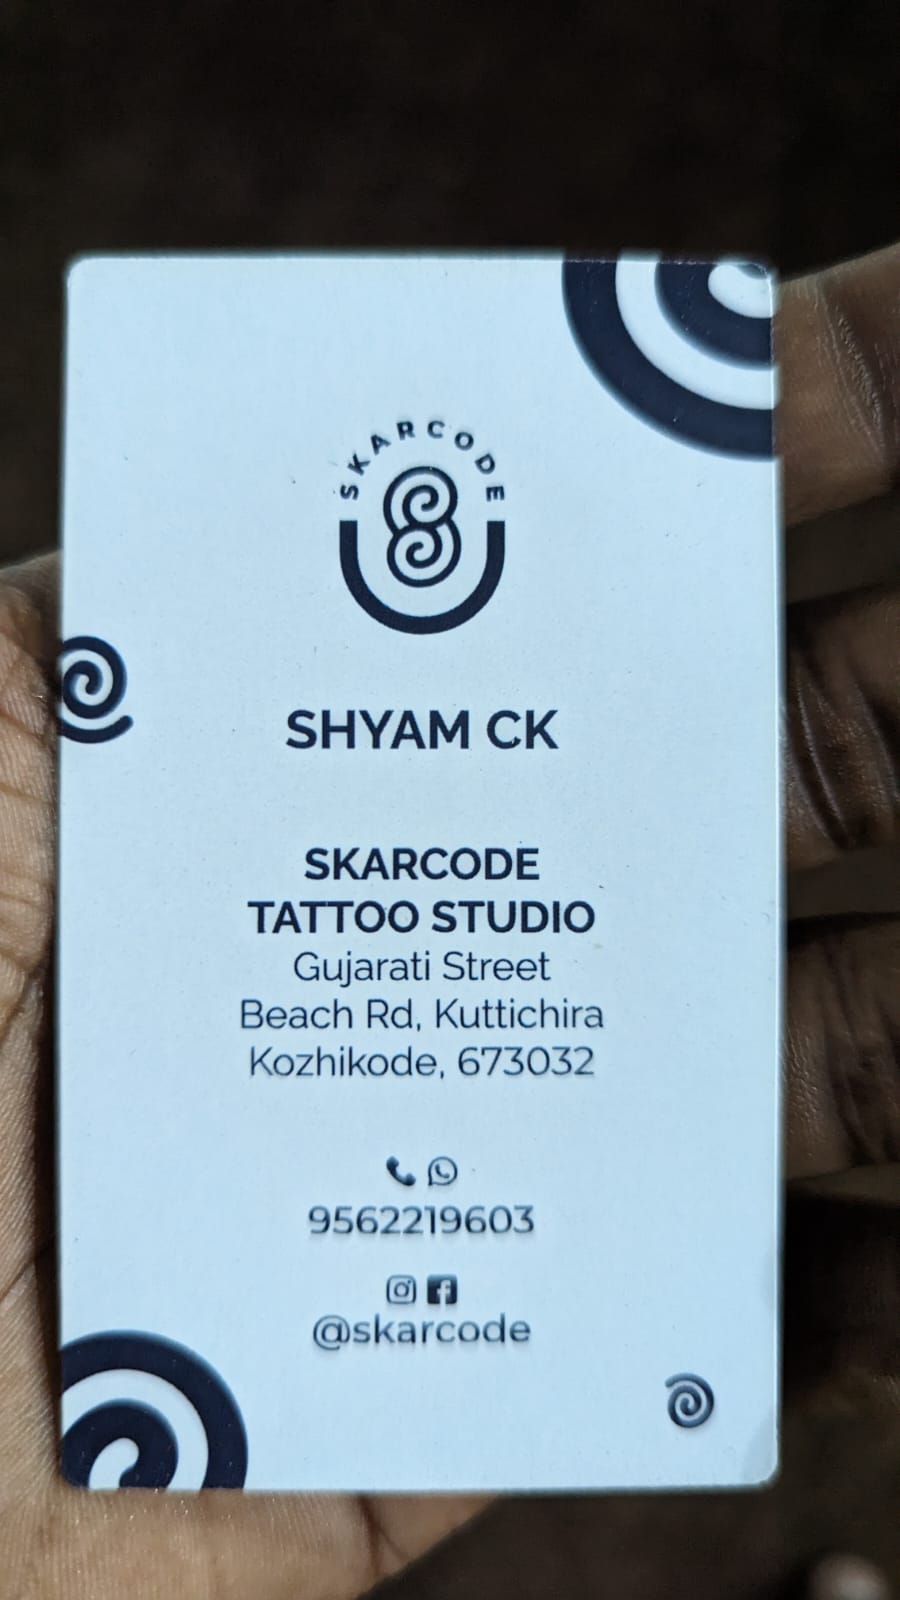 SKARCODE
SHYAM CK
SKARCODE
TATTOO STUDIO
Gujarati Street
Beach Rd, Kuttichira
Kozhikode, 673032
9562219603
@skarcode